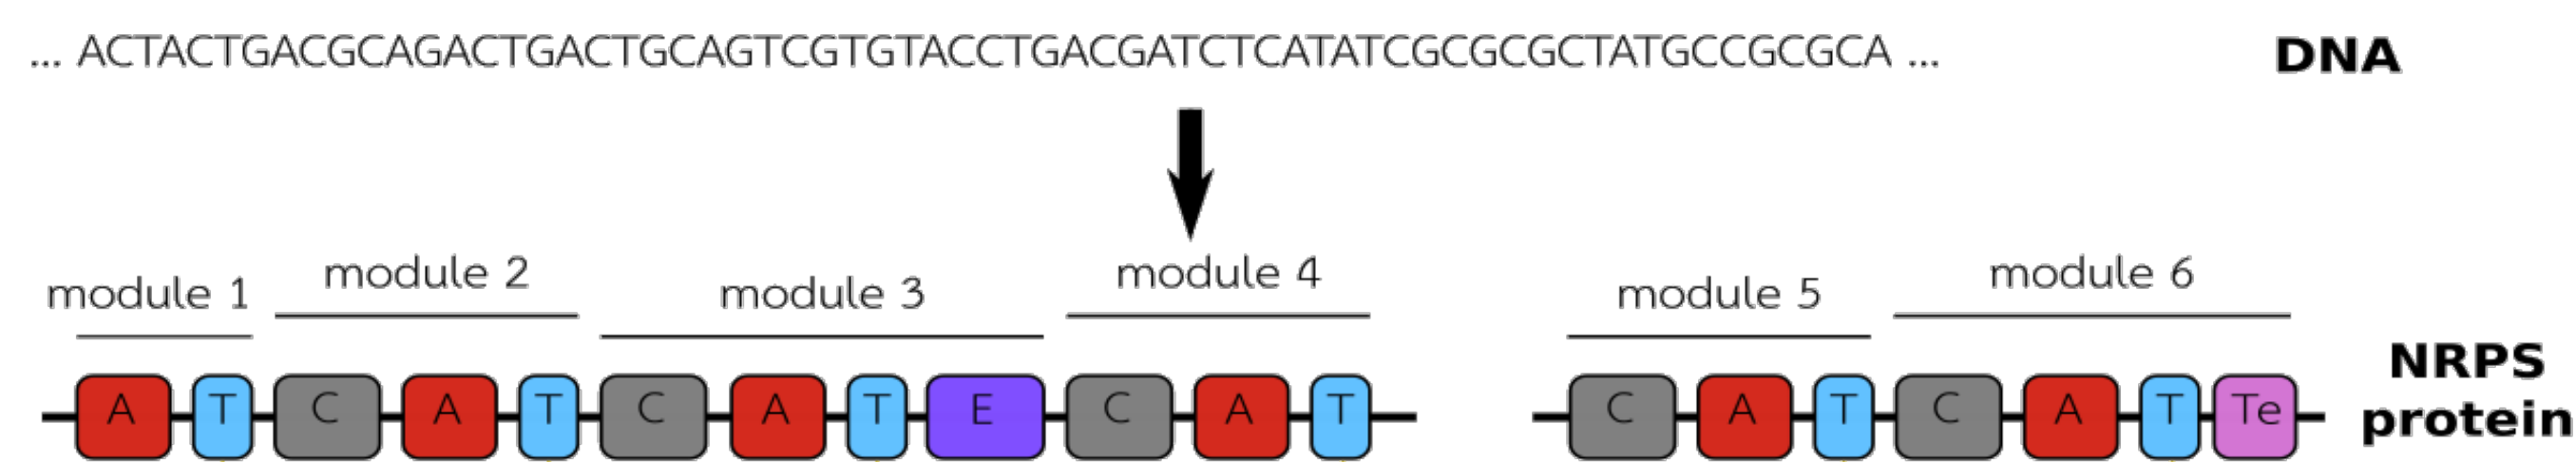 ... ACTACTGACGCAGACTGACTGCAGTCGTGTACCTGACGATCTCATATCGCGCGCTATGCCGCGCA ...
DNA
module 1
module 2
module 3
module 4
module 5
module 6
A T C A T C A T E C A T
C A T C A T Te
NRPS
protein